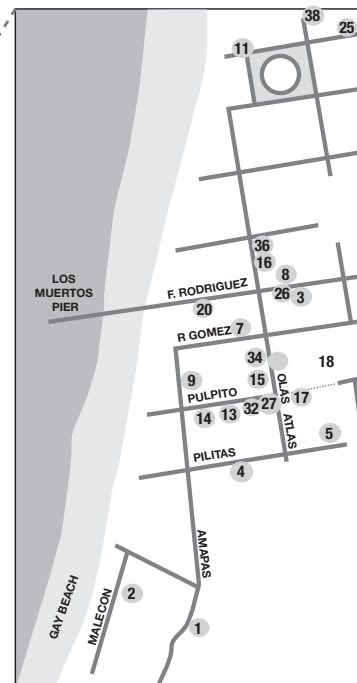 38
25
11
36
16
8
LOS
MUERTOS
PIER
F. RODRIGUEZ
26
3
20
R GOMEZ
7
34
18
9
15
OLAS ATLAS
PULPITO
17
14
13
32
27
5
PILITAS
4
AMAPAS
GAY BEACH
MALECON
2
1